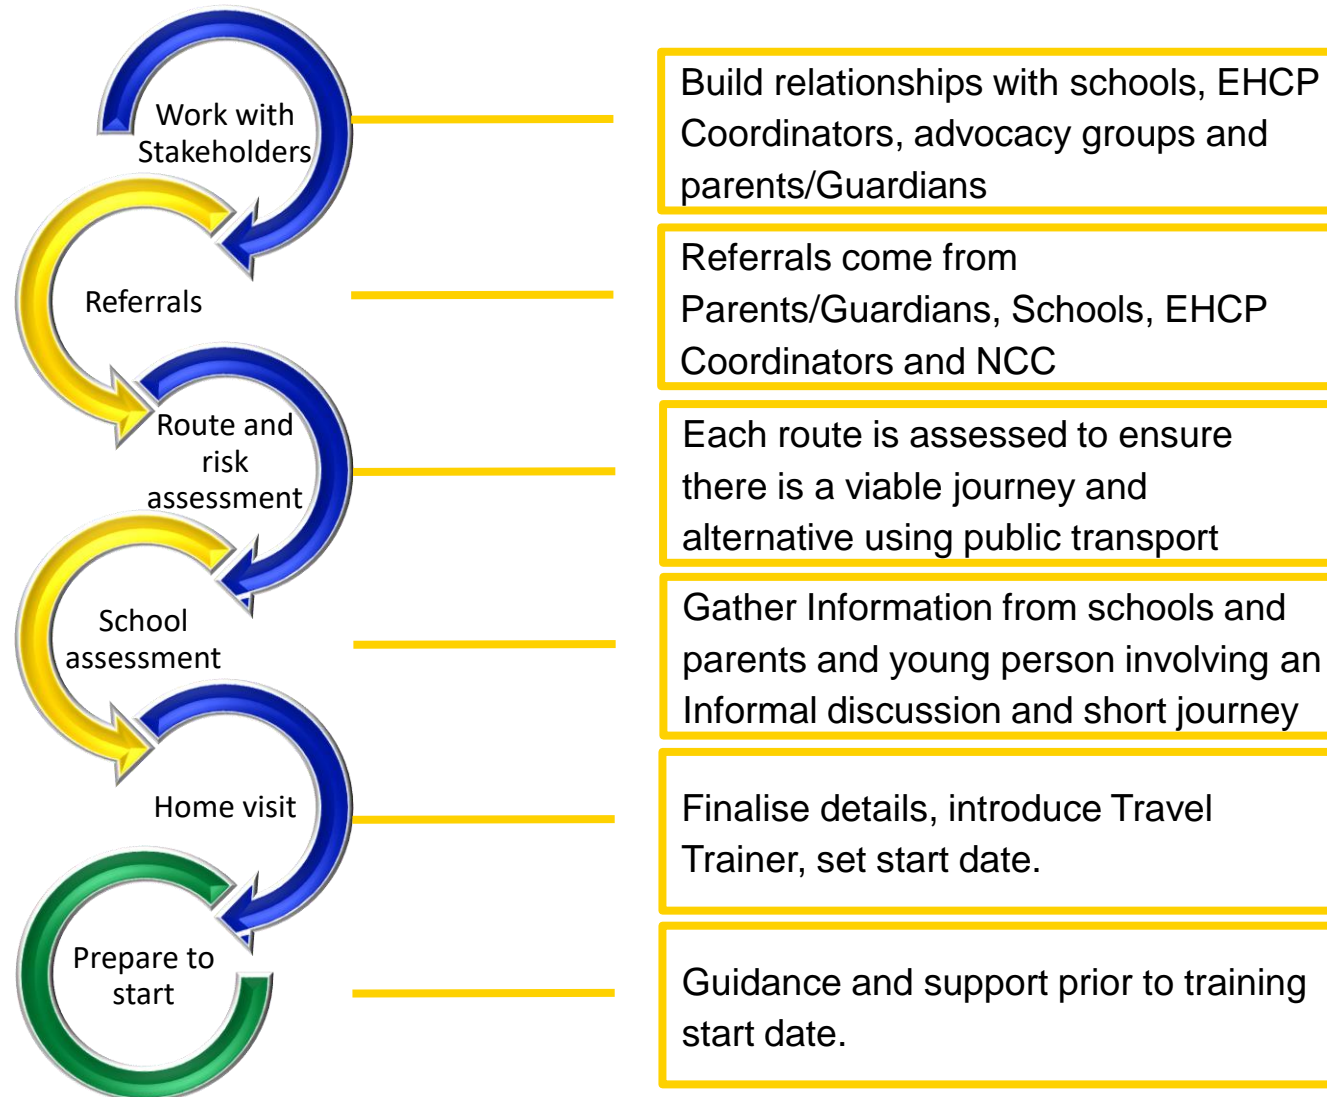 Work with
Stakeholders
Build relationships with schools, EHCP
Coordinators, advocacy groups and
parents/Guardians
Referrals
Referrals come from
Parents/Guardians, Schools, EHCP
Coordinators and NCC
Route and
risk
assessment
Each route is assessed to ensure
there is a viable journey and
alternative using public transport
School
assessment
Gather Information from schools and
parents and young person involving an
Informal discussion and short journey
Home visit
Finalise details, introduce Travel
Trainer, set start date.
Prepare to
start
Guidance and support prior to training
start date.